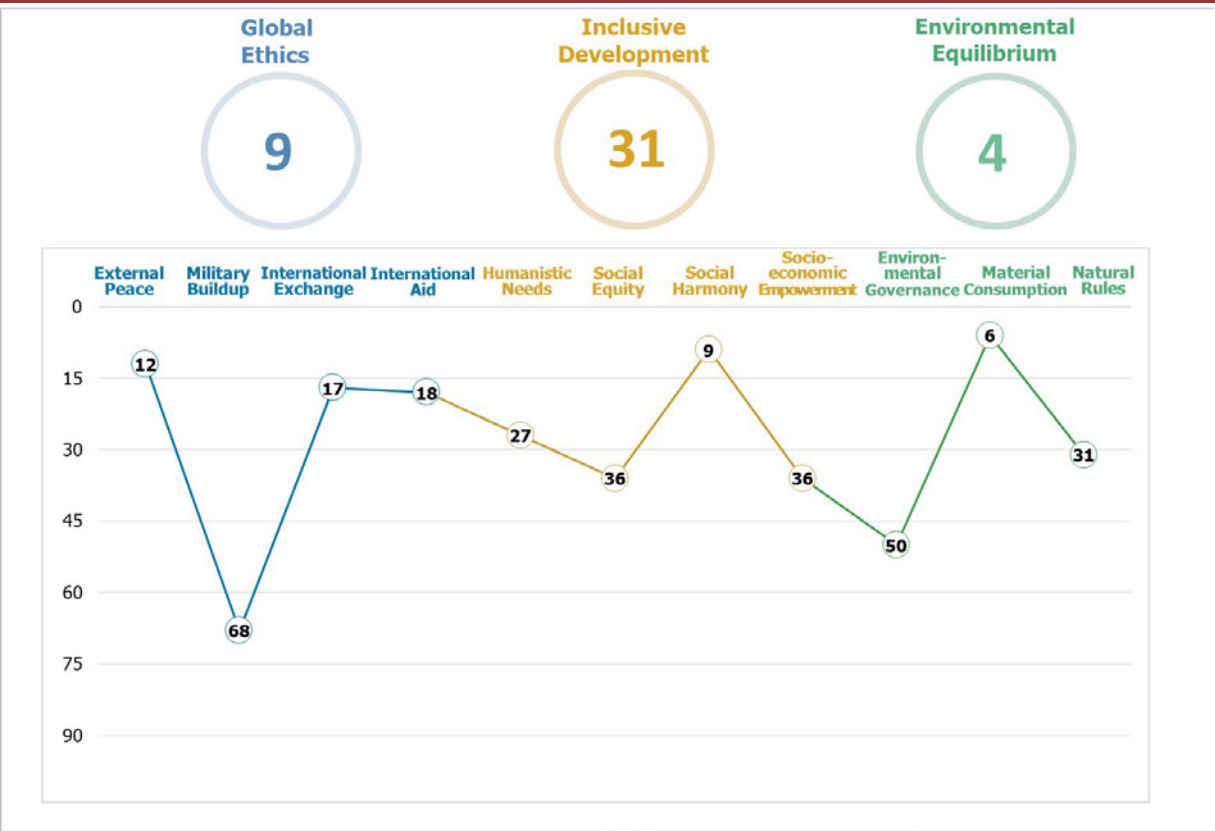 Global
Ethics
Inclusive
Development
Environmental
Equilibrium
9
31
4
External
Peace
Military
Buildup
International
Exchange
International
Aid
Humanistic
Needs
Social
Equity
Social
Harmony
Socio-
economic
Empowerment
Environ-
mental
Governance
Material
Consumption
Natural
Rules
0
15
30
45
60
75
90
12
68
17
18
27
36
9
36
50
6
31